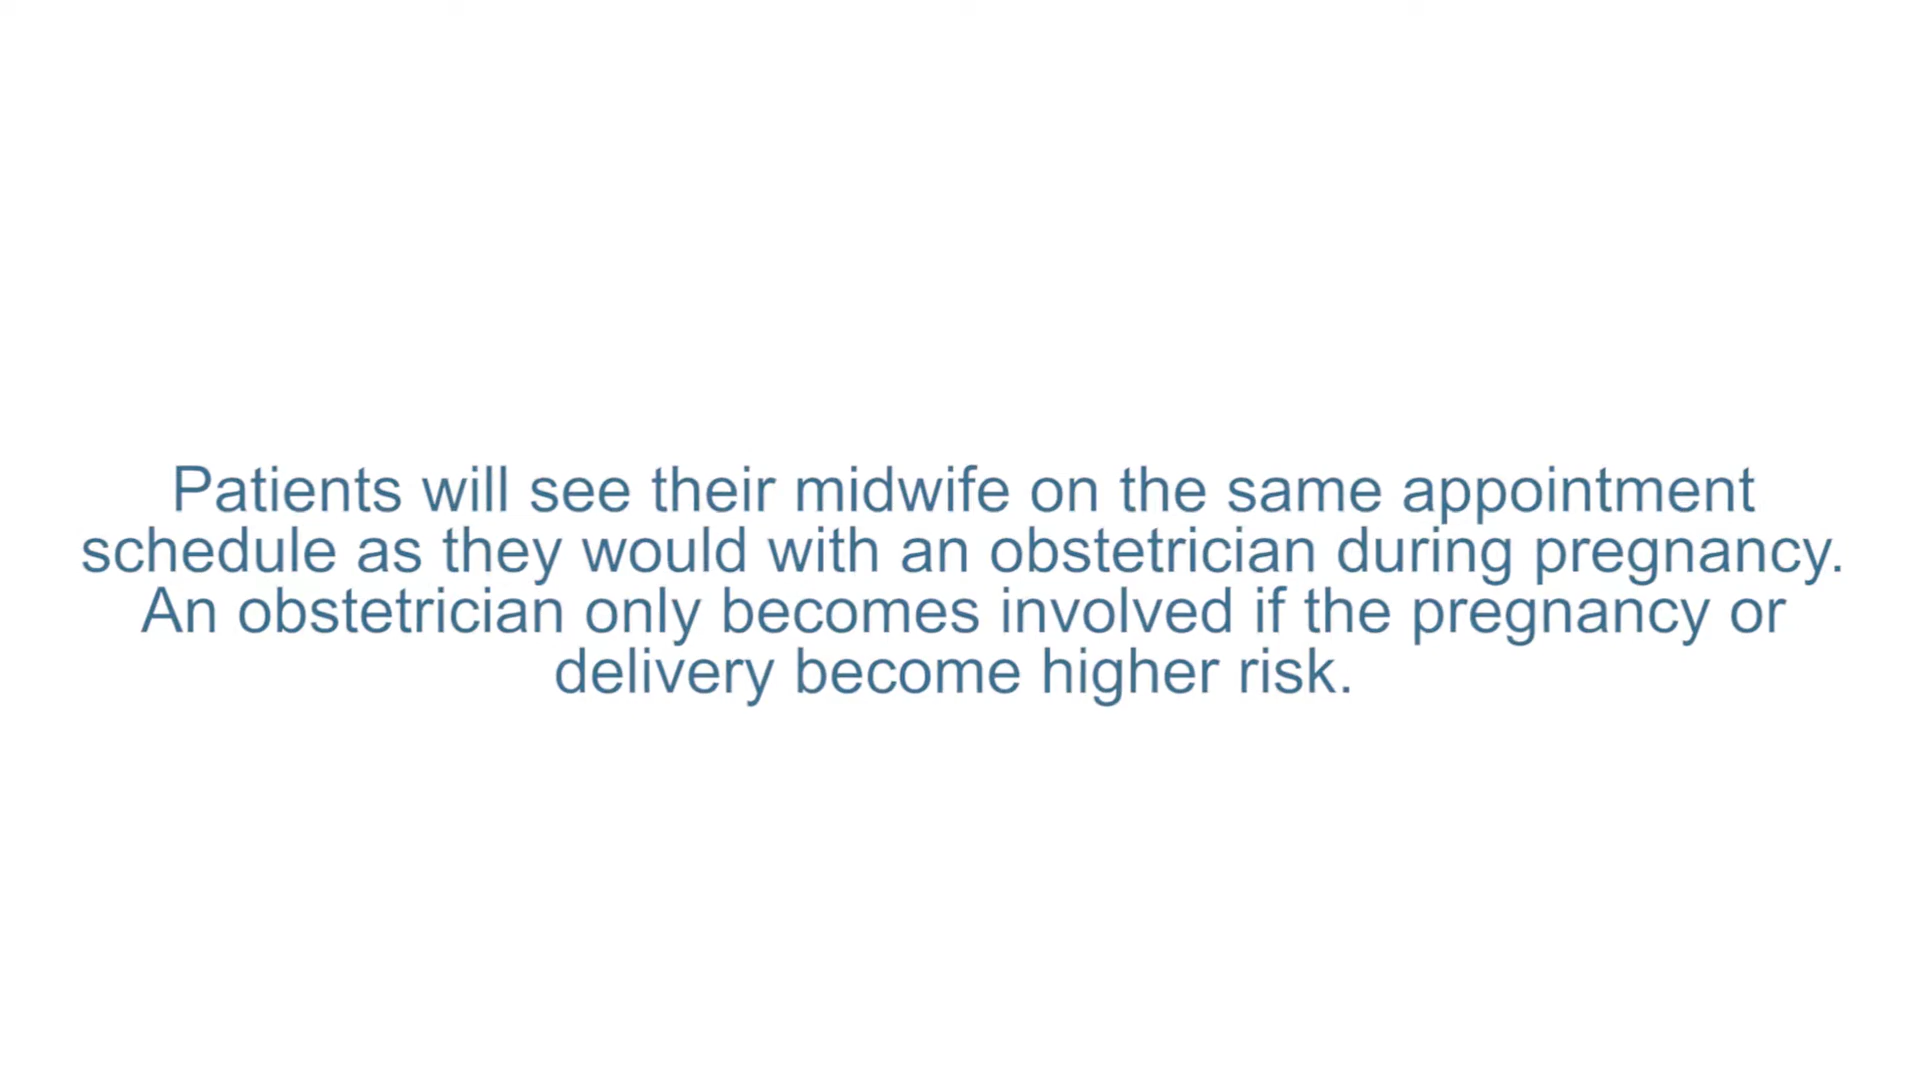 Patients will see their midwife on the same appointment
schedule as they would with an obstetrician during pregnancy.
An obstetrician only becomes involved if the pregnancy or
delivery become higher risk.